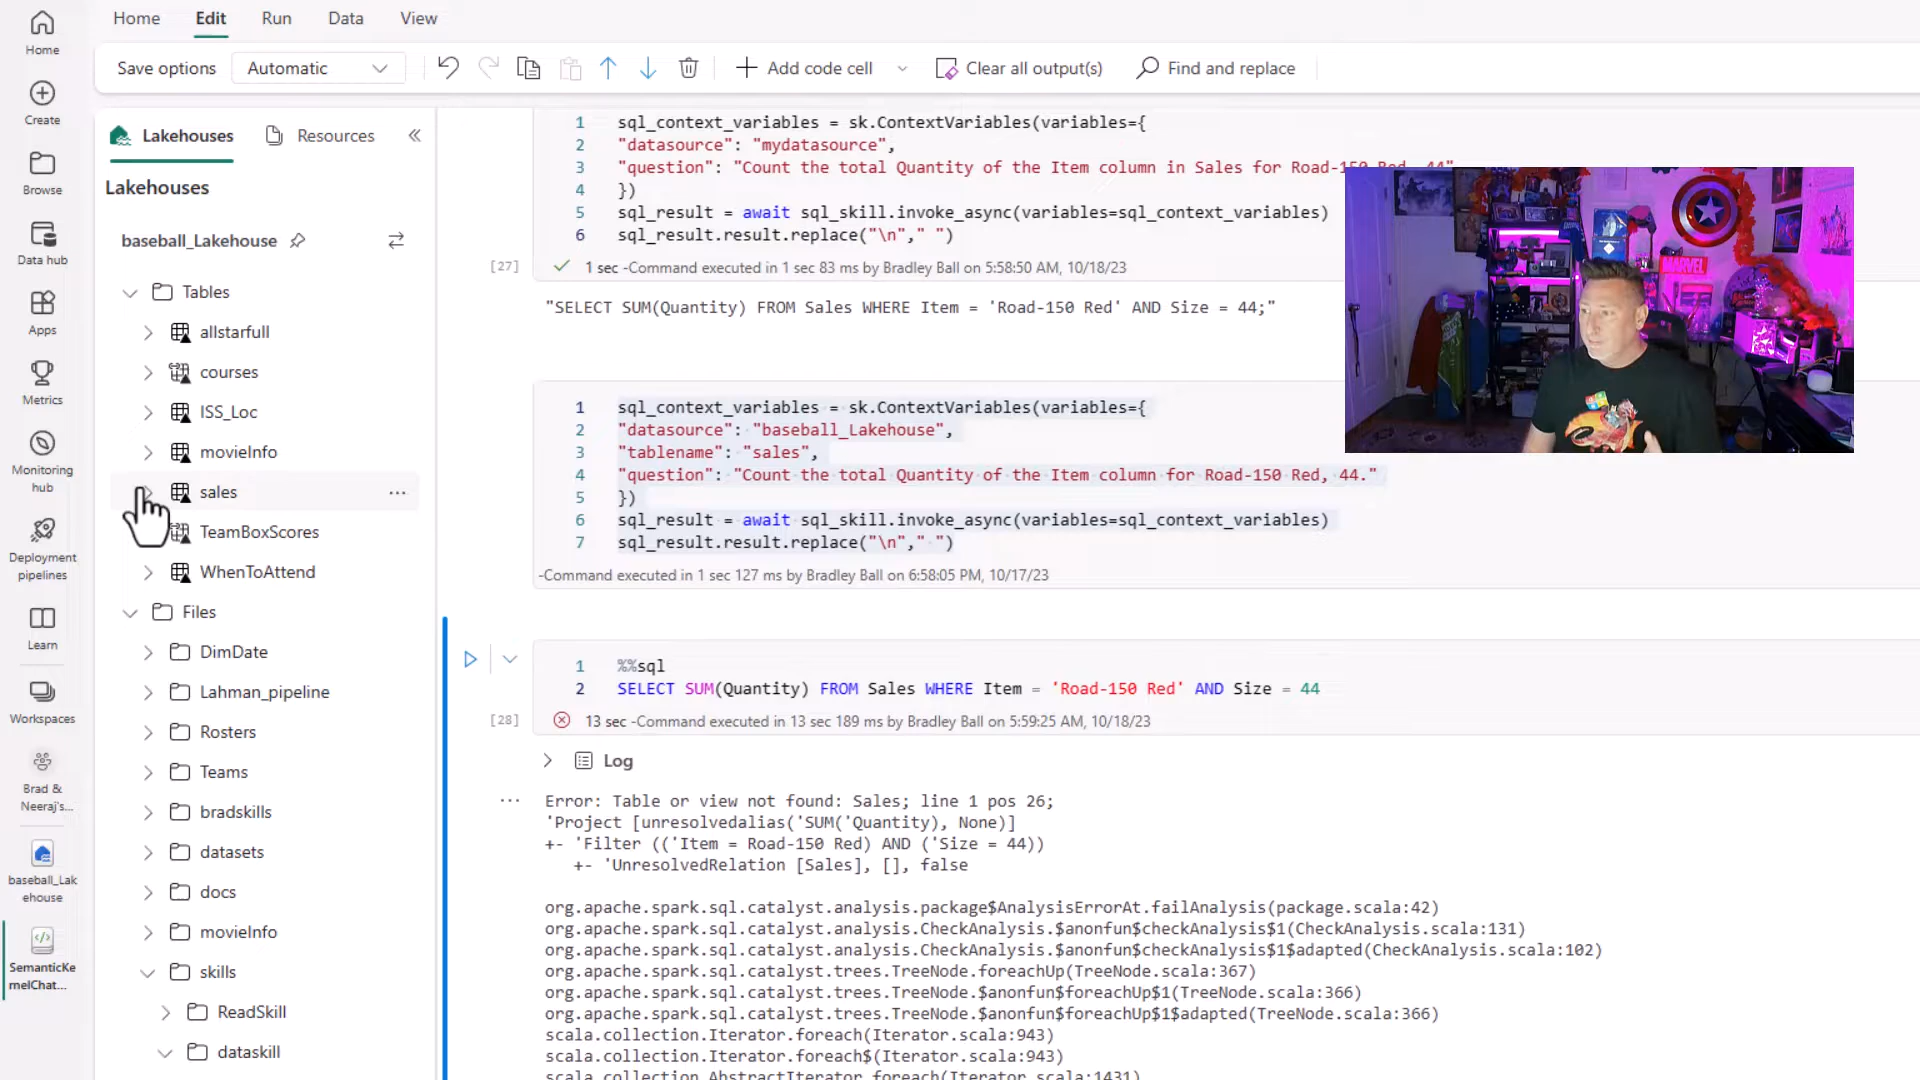 Home
Edit
Run
Data
View
Save options
Automatic
Add code cell
Clear all output(s)
Find and replace
Home
Create
Browse
Data hub
Apps
Metrics
Monitoring
hub
Deployment
pipelines
Learn
Workspaces
Brad &
Neeraj's...
baseball_Lak
ehouse
SemanticKe
rnelChat...
Lakehouses
Resources
Lakehouses
baseball_Lakehouse
Tables
allstarfull
courses
ISS_Loc
movieInfo
sales
TeamBoxScores
WhenToAttend
Files
DimDate
Lahman_pipeline
Rosters
Teams
bradskills
datasets
docs
movieInfo
skills
ReadSkill
dataskill
1 sql_context_variables = sk.ContextVariables(variables={
2 "datasource": "mydatasource",
3 "question": "Count the total Quantity of the Item column in Sales for Road-150 Red, 44"
4 })
5 sql_result = await sql_skill.invoke_async(variables=sql_context_variables)
6 sql_result.result.replace("\n"," ")
[27] 1 sec -Command executed in 1 sec 83 ms by Bradley Ball on 5:58:50 AM, 10/18/23
"SELECT SUM(Quantity) FROM Sales WHERE Item = 'Road-150 Red' AND Size = 44;"
1 sql_context_variables = sk.ContextVariables(variables={
2 "datasource": "baseball_Lakehouse",
3 "tablename": "sales",
4 "question": "Count the total Quantity of the Item column for Road-150 Red, 44."
5 })
6 sql_result = await sql_skill.invoke_async(variables=sql_context_variables)
7 sql_result.result.replace("\n"," ")
-Command executed in 1 sec 127 ms by Bradley Ball on 6:58:05 PM, 10/17/23
1 %%sql
2 SELECT SUM(Quantity) FROM Sales WHERE Item = 'Road-150 Red' AND Size = 44
[28] 13 sec -Command executed in 13 sec 189 ms by Bradley Ball on 5:59:25 AM, 10/18/23
Log
... Error: Table or view not found: Sales; line 1 pos 26;
'Project [unresolvedalias('SUM('Quantity), None)]
+- 'Filter (('Item = Road-150 Red) AND ('Size = 44))
+- 'UnresolvedRelation [Sales], [], false
org.apache.spark.sql.catalyst.analysis.package$AnalysisErrorAt.failAnalysis(package.scala:42)
org.apache.spark.sql.catalyst.analysis.CheckAnalysis.$anonfun$checkAnalysis$1(CheckAnalysis.scala:131)
org.apache.spark.sql.catalyst.analysis.CheckAnalysis.$anonfun$checkAnalysis$1$adapted(CheckAnalysis.scala:102)
org.apache.spark.sql.catalyst.trees.TreeNode.foreachUp(TreeNode.scala:367)
org.apache.spark.sql.catalyst.trees.TreeNode.$anonfun$foreachUp$1(TreeNode.scala:366)
org.apache.spark.sql.catalyst.trees.TreeNode.$anonfun$foreachUp$1$adapted(TreeNode.scala:366)
scala.collection.Iterator.foreach(Iterator.scala:943)
scala.collection.Iterator.foreach$(Iterator.scala:943)
scala.collection.AbstractIterator.foreach(Iterator.scala:1431)
MARVEL